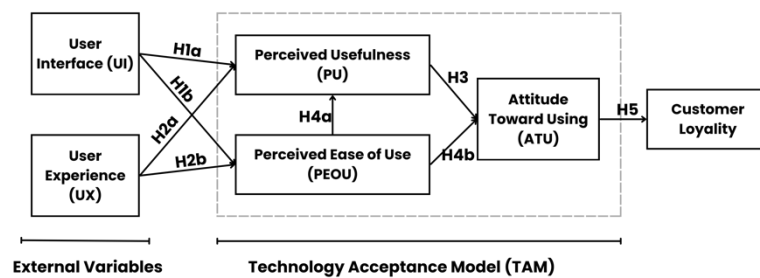 User
Interface (UI)
H1a
H1b
H2a
H2b
User
Experience
(UX)
Perceived Usefulness
(PU)
H4a
Perceived Ease of Use
(PEOU)
H3
H4b
Attitude
Toward Using
(ATU)
H5
Customer
Loyality
External Variables
Technology Acceptance Model (TAM)